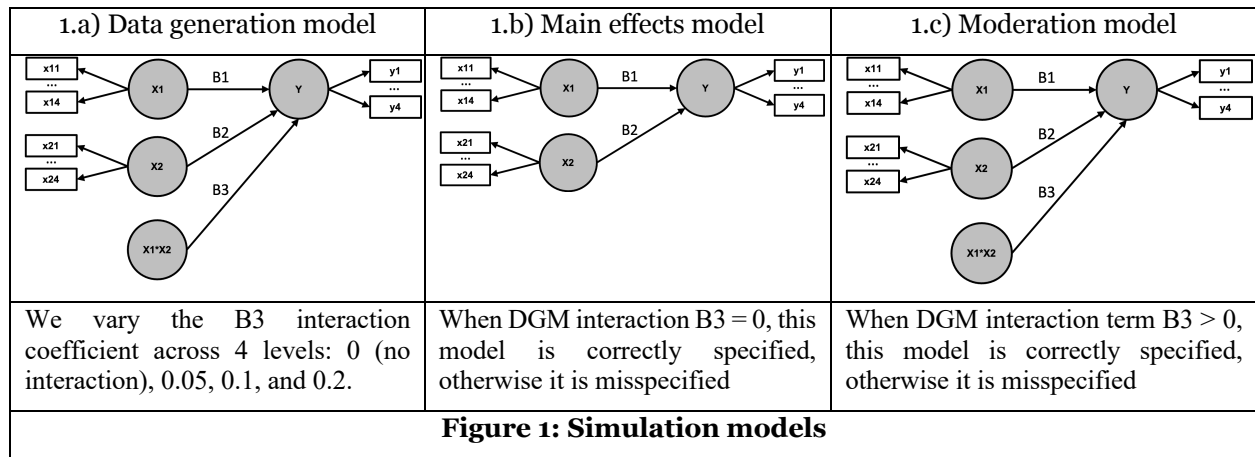 1.a) Data generation model
1.b) Main effects model
1.c) Moderation model
x11
...
x14
X1
B1
Y
y1
...
y4
x21
...
x24
X2
B2
B3
X1*X2
x11
...
x14
X1
B1
Y
y1
...
y4
x21
...
x24
X2
B2
x11
...
x14
X1
B1
Y
y1
...
y4
x21
...
x24
X2
B2
B3
X1*X2
We vary the B3 interaction
coefficient across 4 levels: 0 (no
interaction), 0.05, 0.1, and 0.2.
When DGM interaction B3 = 0, this
model is correctly specified,
otherwise it is misspecified
When DGM interaction term B3 > 0,
this model is correctly specified,
otherwise it is misspecified
Figure 1: Simulation models